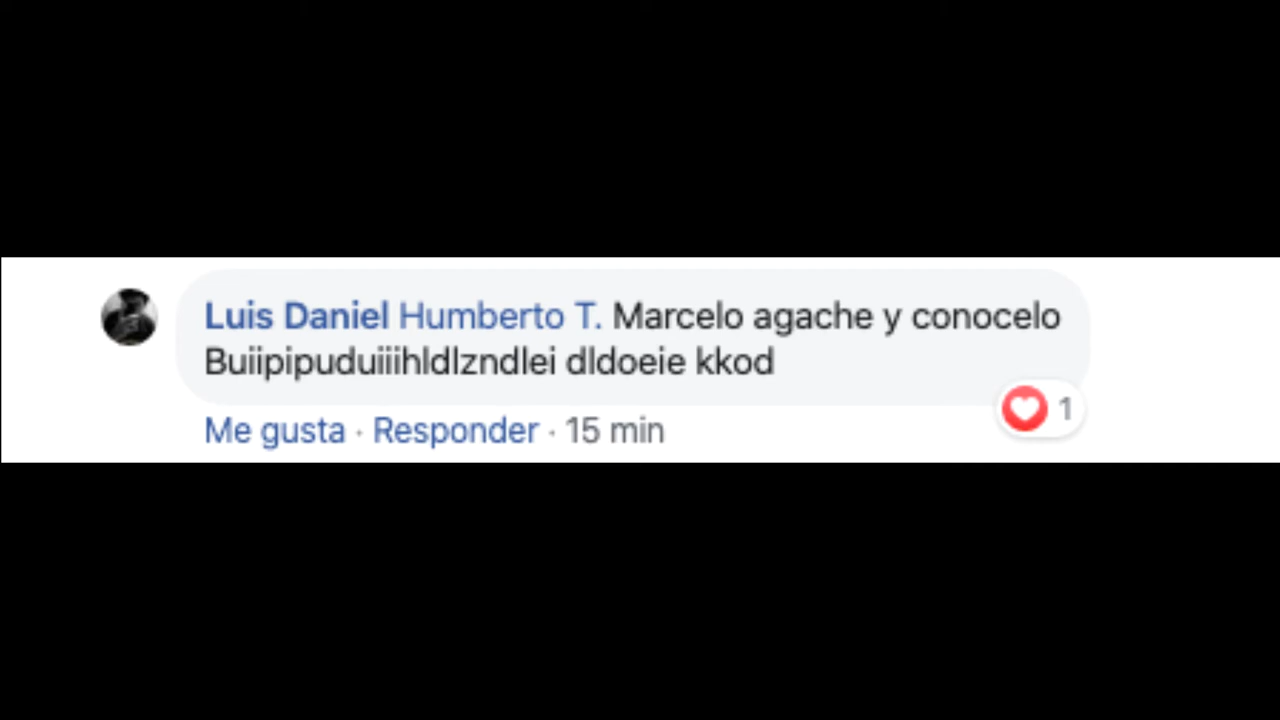 Luis Daniel Humberto T. Marcelo agache y conocelo
Buiipipuduiiihldlzndlei dldoeie kkod
1
Me gusta · Responder · 15 min